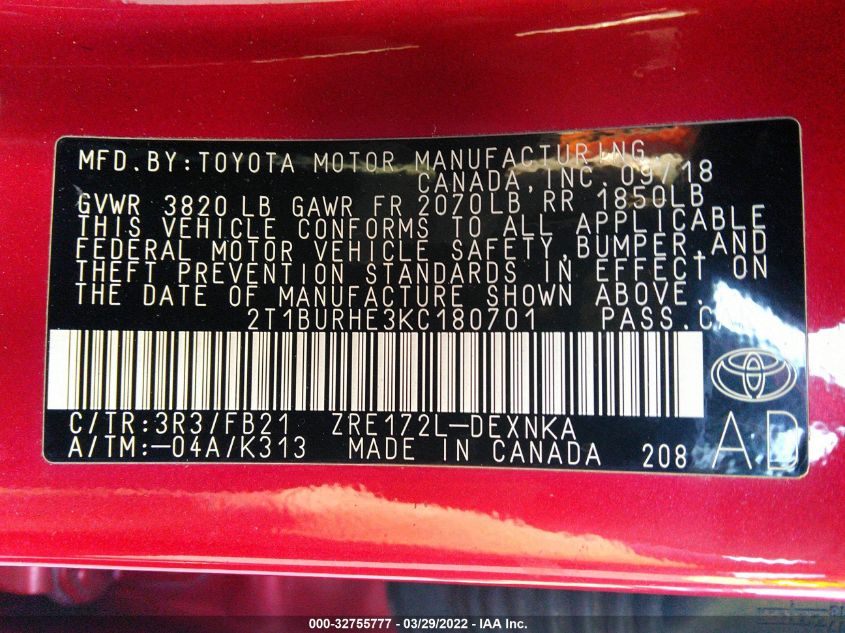 MFD. BY: TOYOTA MOTOR MANUFACTURING
CANADA, INC. 09/18
GVWR 3820 LB GAWR FR 2070LB RR 1850LB
THIS VEHICLE CONFORMS TO ALL APPLICABLE
FEDERAL MOTOR VEHICLE SAFETY, BUMPER, AND
THEFT PREVENTION STANDARDS IN EFFECT ON
THE DATE OF MANUFACTURE SHOWN ABOVE.
2T1BURHE3KC180701 PASS.
C/TR:3R3/FB21 ZRE172L-DEXNKA
A/TM:-04A/K313 MADE IN CANADA 208 AD
000-32755777 - 03/29/2022 - IAA Inc.